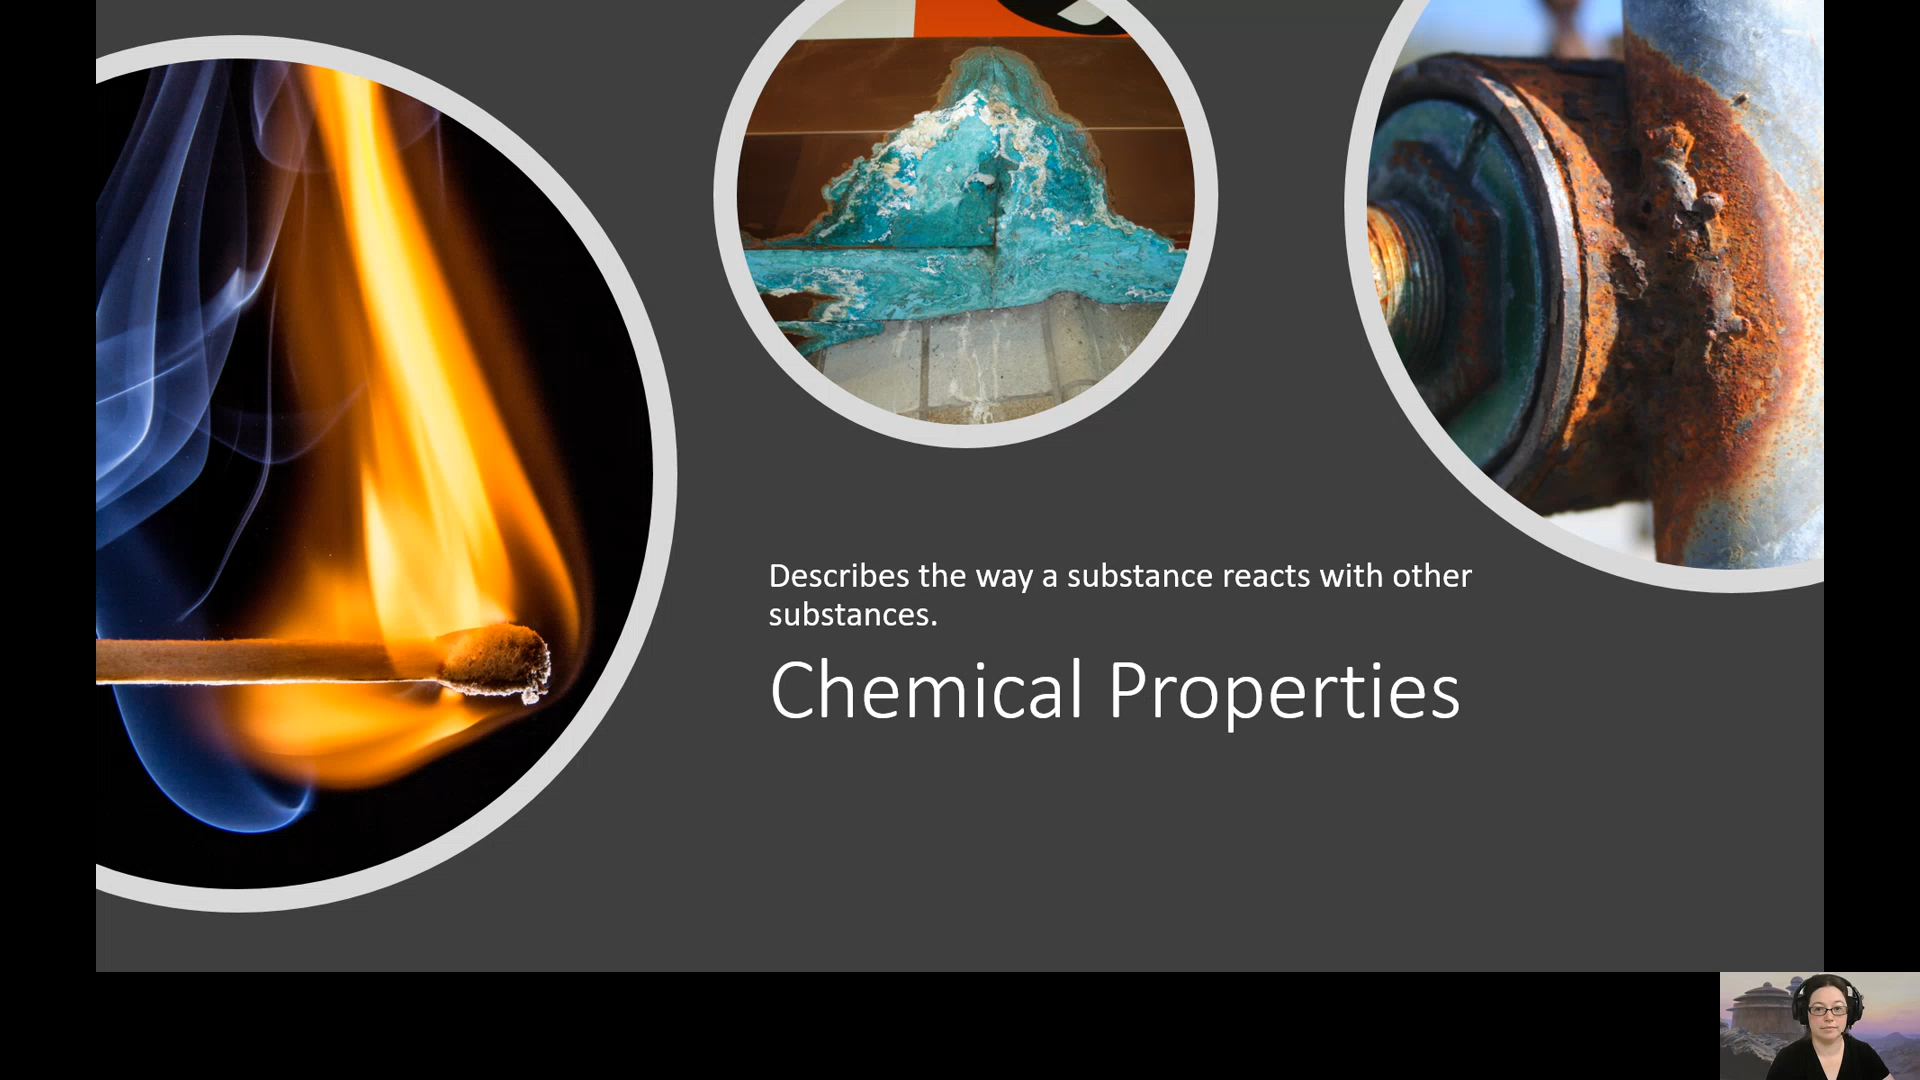 Describes the way a substance reacts with other
substances.
Chemical Properties